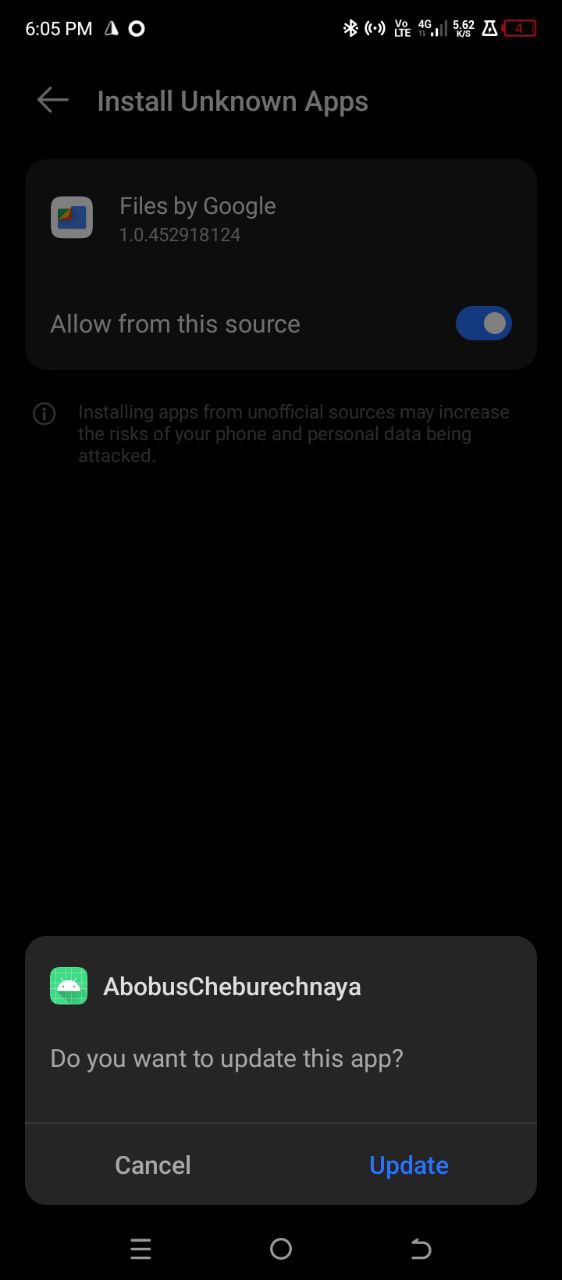 6:05 PM
Vo LTE 4G 5.62 K/S 4
Install Unknown Apps
Files by Google
1.0.452918124
Allow from this source
Installing apps from unofficial sources may increase
the risks of your phone and personal data being
attacked.
AbobusCheburechnaya
Do you want to update this app?
Cancel
Update